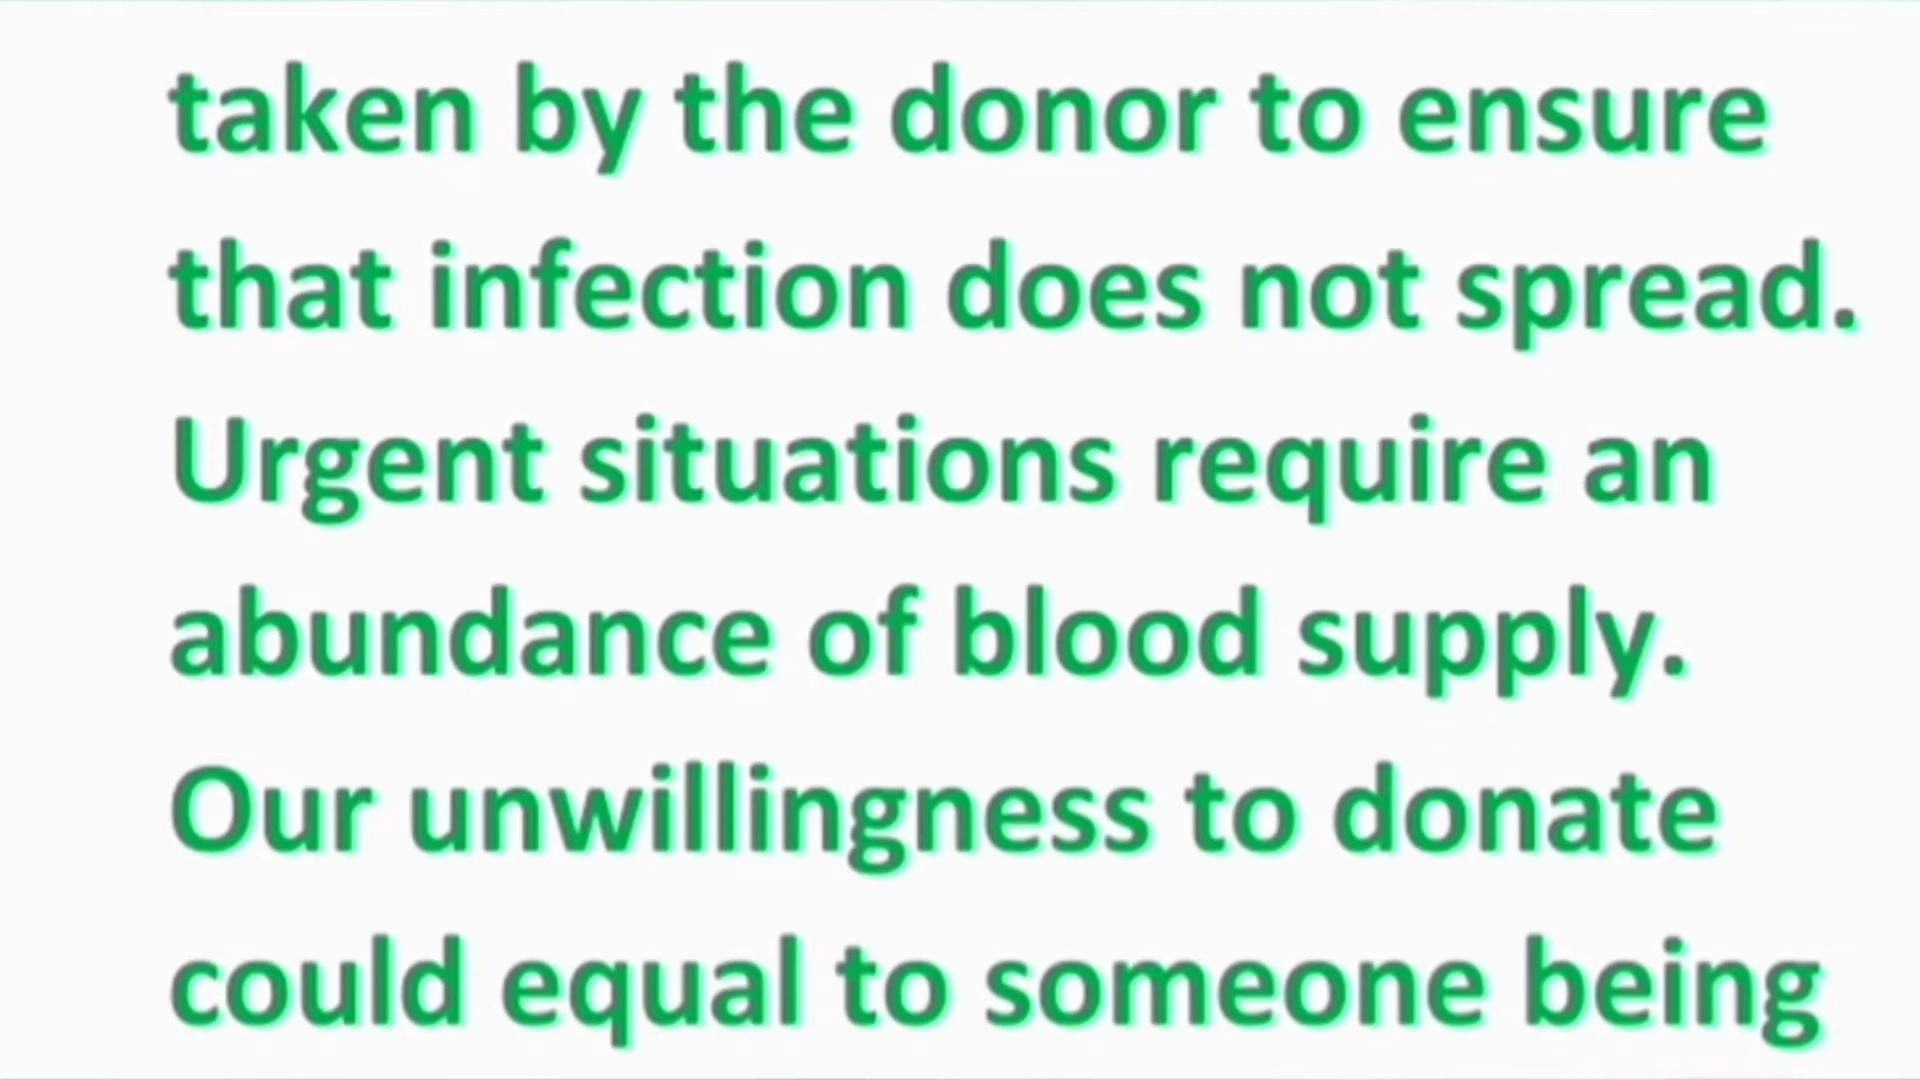 taken by the donor to ensure
that infection does not spread.
Urgent situations require an
abundance of blood supply.
Our unwillingness to donate
could equal to someone being